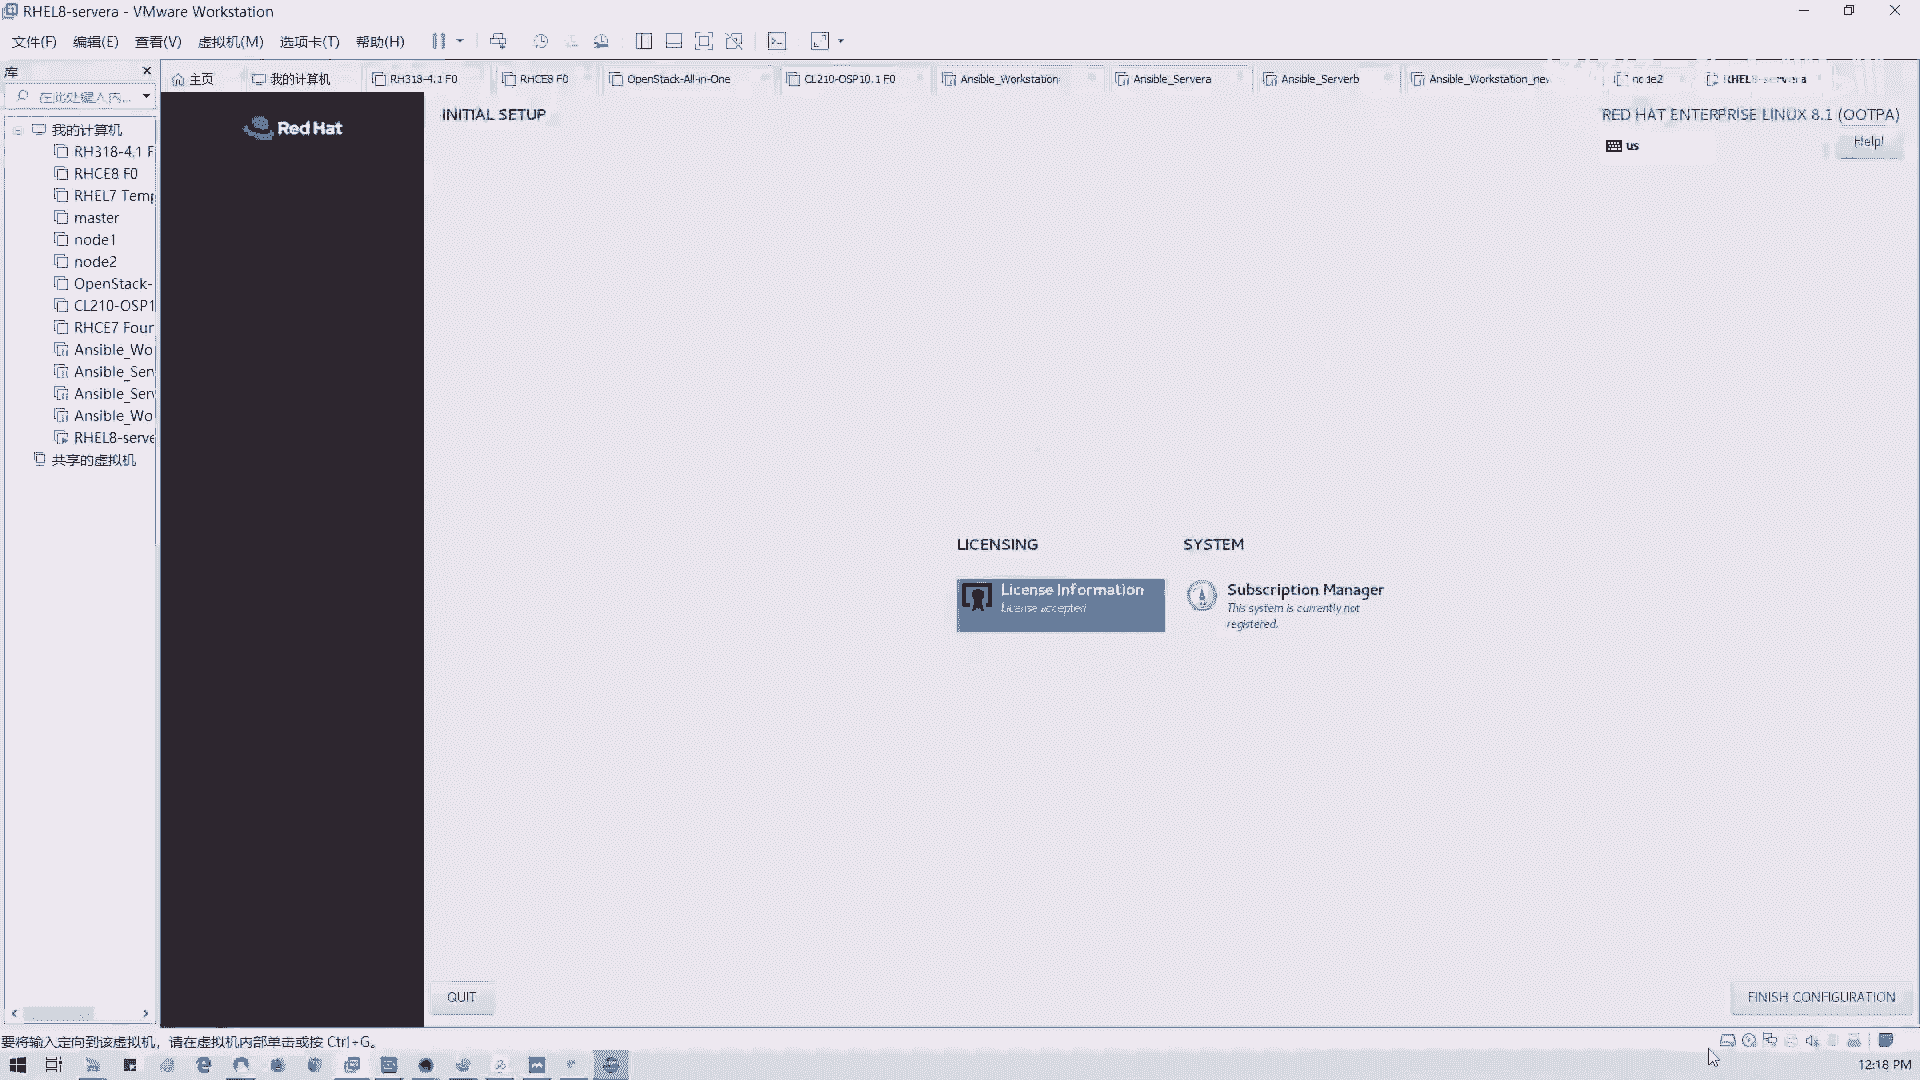 RHEL8-servera - VMware Workstation
文件(F) 编辑(E) 查看(V) 虚拟机(M) 选项卡(T) 帮助(H)
库
在此处键入内...
主页 我的计算机 RH318-4.1 F0 RHCE8 F0 OpenStack-All-in-One CL210-OSP10.1 F0 Ansible_Workstation Ansible_Servera Ansible_Serverb Ansible_Workstation_new node2 RHEL8-servera
我的计算机
RH318-4.1 F
RHCE8 F0
RHEL7 Temp
master
node1
node2
OpenStack-
CL210-OSP1
RHCE7 Four
Ansible_Wo
Ansible_Serv
Ansible_Serv
Ansible_Wo
RHEL8-serve
共享的虚拟机
Red Hat
INITIAL SETUP
RED HAT ENTERPRISE LINUX 8.1 (OOTPA)
us
Help!
LICENSING
License Information
License accepted
SYSTEM
Subscription Manager
This system is currently not
registered.
QUIT
FINISH CONFIGURATION
要将输入定向到该虚拟机，请在虚拟机内部单击或按 Ctrl+G。
12:18 PM